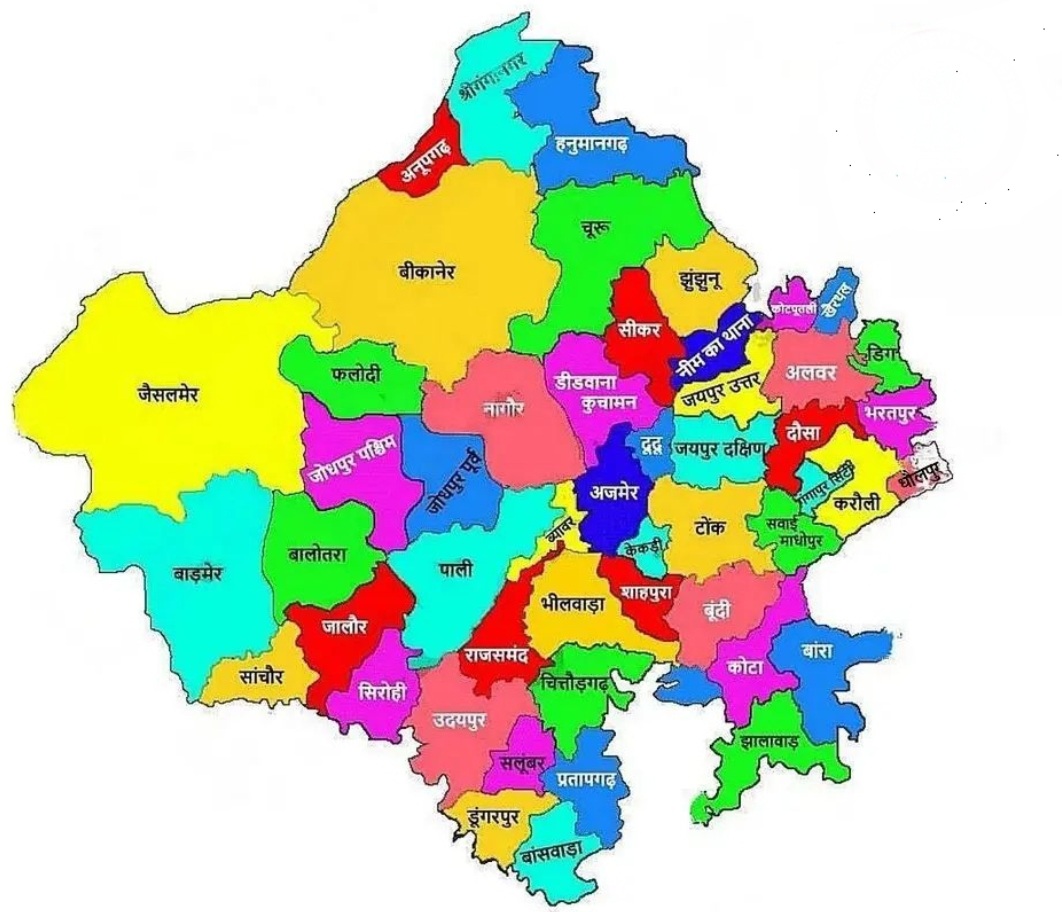 श्रीगंगानगर
हनुमानगढ़
अनूपगढ़
चूरू
बीकानेर
झुंझुनू
सीकर
कोटपूतली
खैरथल
नीम का थाना
जैसलमेर
फलोदी
डीडवाना
कुचामन
जयपुर उत्तर
अलवर
डिग
नागौर
भरतपुर
दौसा
जोधपुर पश्चिम
जोधपुर पूर्व
दूदू
जयपुर दक्षिण
धौलपुर
गंगापुर सिटी
करौली
अजमेर
ब्यावर
टोंक
सवाई
माधोपुर
केकड़ी
बालोतरा
बाड़मेर
पाली
भीलवाड़ा
शाहपुरा
बूंदी
जालौर
राजसमंद
कोटा
बांरा
सांचौर
सिरोही
चित्तौड़गढ़
उदयपुर
झालावाड़
सलूंबर
प्रतापगढ़
डूंगरपुर
बांसवाड़ा